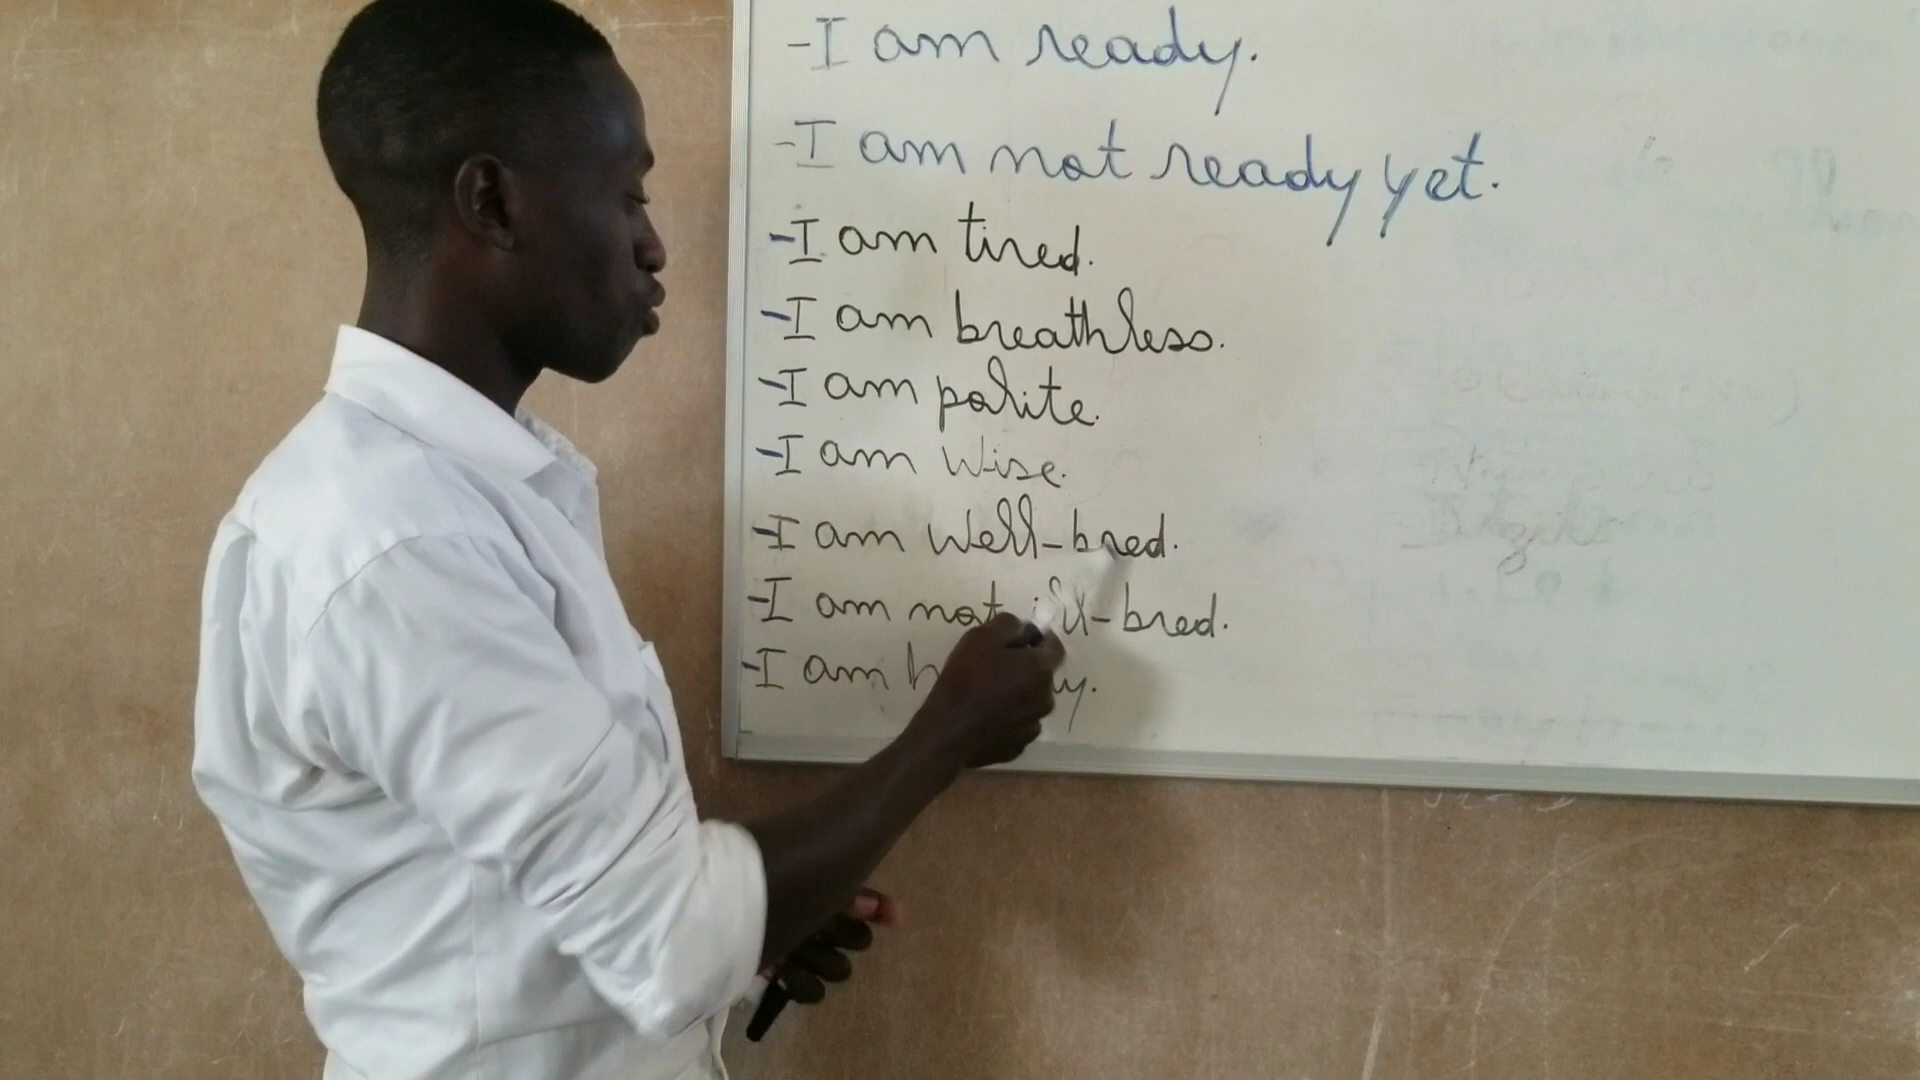 -I am ready.
-I am not ready yet.
-I am tired.
-I am breathless.
-I am polite.
-I am wise.
-I am well-bred.
-I am not ill-bred.
-I am